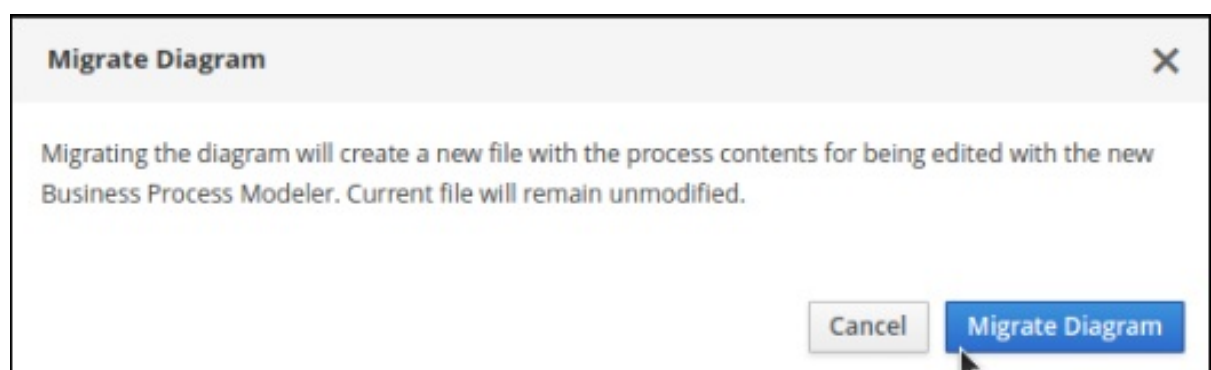 Migrate Diagram
Migrating the diagram will create a new file with the process contents for being edited with the new
Business Process Modeler. Current file will remain unmodified.
Cancel
Migrate Diagram